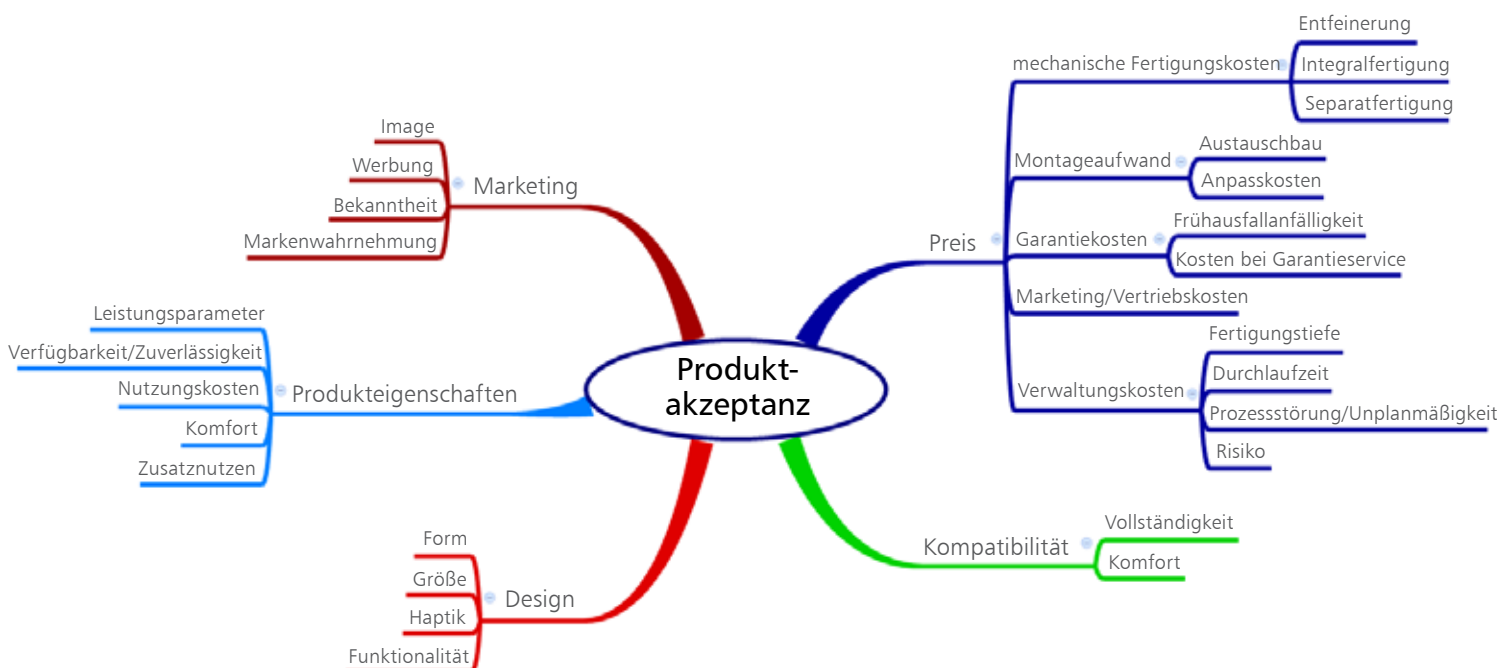 Produkt-
akzeptanz
Marketing
Image
Werbung
Bekanntheit
Markenwahrnehmung
Produkteigenschaften
Leistungsparameter
Verfügbarkeit/Zuverlässigkeit
Nutzungskosten
Komfort
Zusatznutzen
Design
Form
Größe
Haptik
Funktionalität
Preis
mechanische Fertigungskosten
Entfeinerung
Integralfertigung
Separatfertigung
Montageaufwand
Austauschbau
Anpasskosten
Garantiekosten
Frühausfallanfälligkeit
Kosten bei Garantieservice
Marketing/Vertriebskosten
Verwaltungskosten
Fertigungstiefe
Durchlaufzeit
Prozessstörung/Unplanmäßigkeit
Risiko
Kompatibilität
Vollständigkeit
Komfort